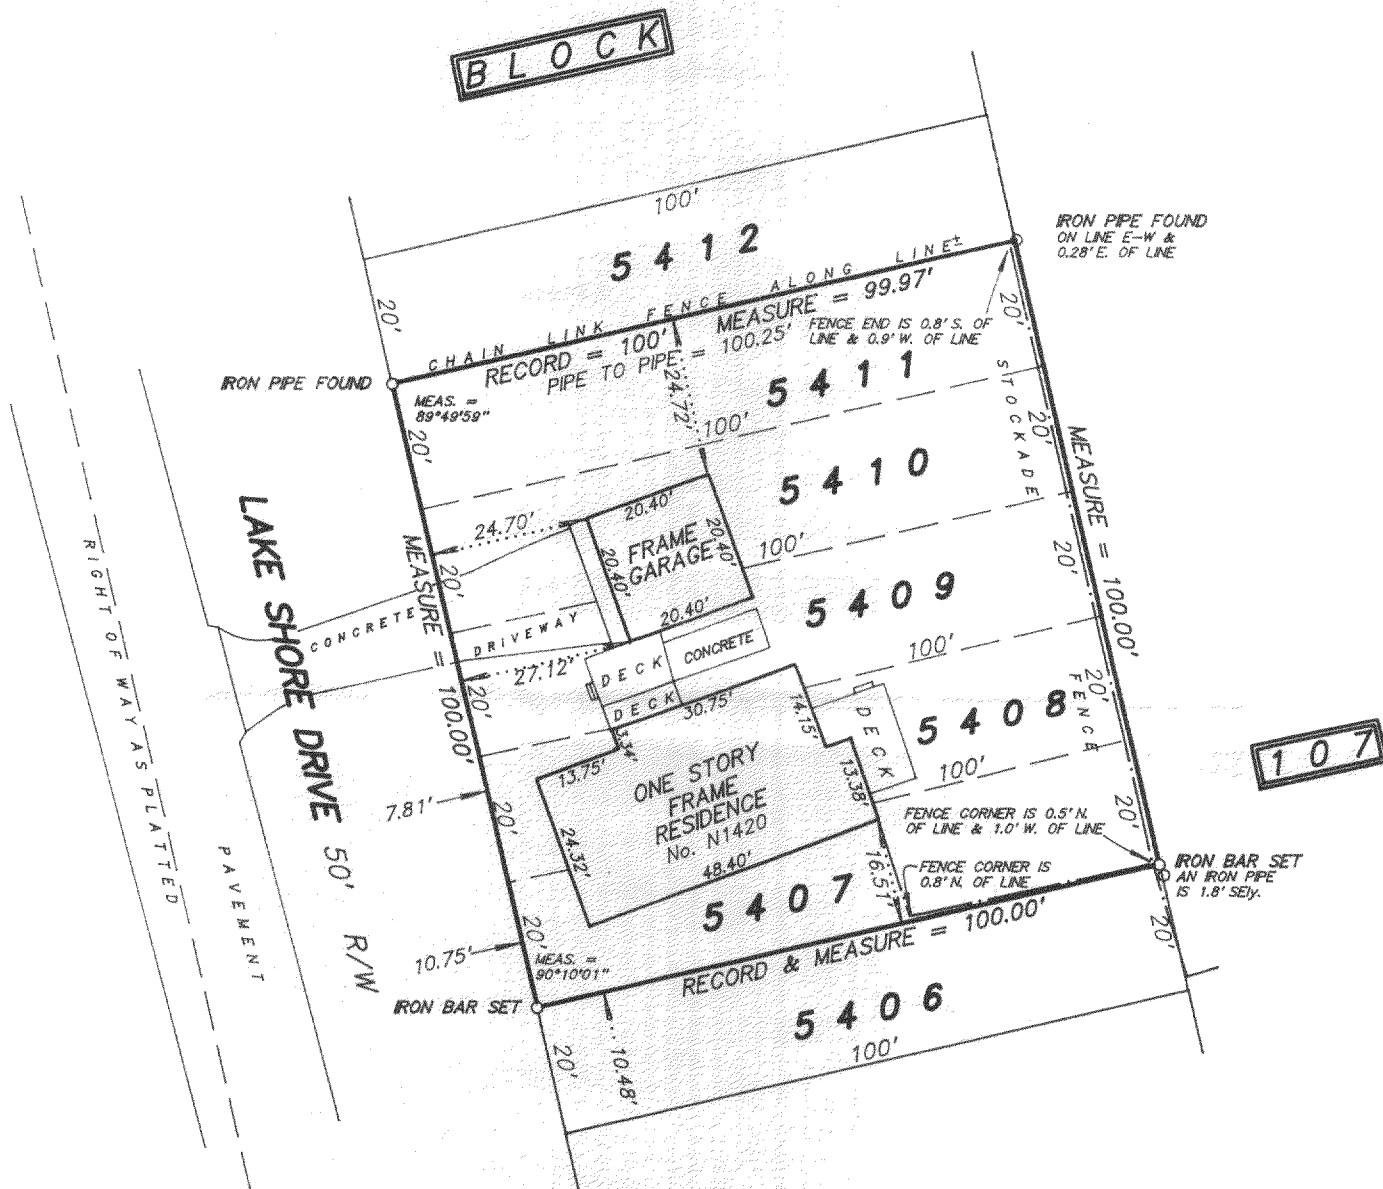 BLOCK
100'
5412
IRON PIPE FOUND
ON LINE E-W &
0.28' E. OF LINE
20'
CHAIN LINK FENCE ALONG LINE±
MEASURE = 99.97'
RECORD = 100'
PIPE TO PIPE = 100.25'
FENCE END IS 0.8' S. OF
LINE & 0.9' W. OF LINE
20'
IRON PIPE FOUND
MEAS. =
89°49'59"
24.72'
5411
STOCKADE
20'
100'
20'
MEASURE = 100.00'
5410
24.70'
20.40'
FRAME
GARAGE
20.40'
20.40'
20.40'
100'
20'
LAKE SHORE DRIVE 50' R/W
RIGHT OF WAY AS PLATTED
MEASURE = 100.00'
20'
CONCRETE
DRIVEWAY
5409
27.12'
DECK
CONCRETE
DECK
100'
20'
20'
30.75'
14.15'
DECK
5408
FENCE
3.34'
13.75'
ONE STORY
FRAME
RESIDENCE
No. N1420
13.38'
100'
107
7.81'
20'
24.32'
48.40'
FENCE CORNER IS 0.5' N.
OF LINE & 1.0' W. OF LINE
20'
PAVEMENT
16.51'
FENCE CORNER IS
0.8' N. OF LINE
IRON BAR SET
AN IRON PIPE
IS 1.8' SEly.
5407
10.75'
20'
MEAS. =
90°10'01"
RECORD & MEASURE = 100.00'
20'
IRON BAR SET
5406
20'
10.48'
100'